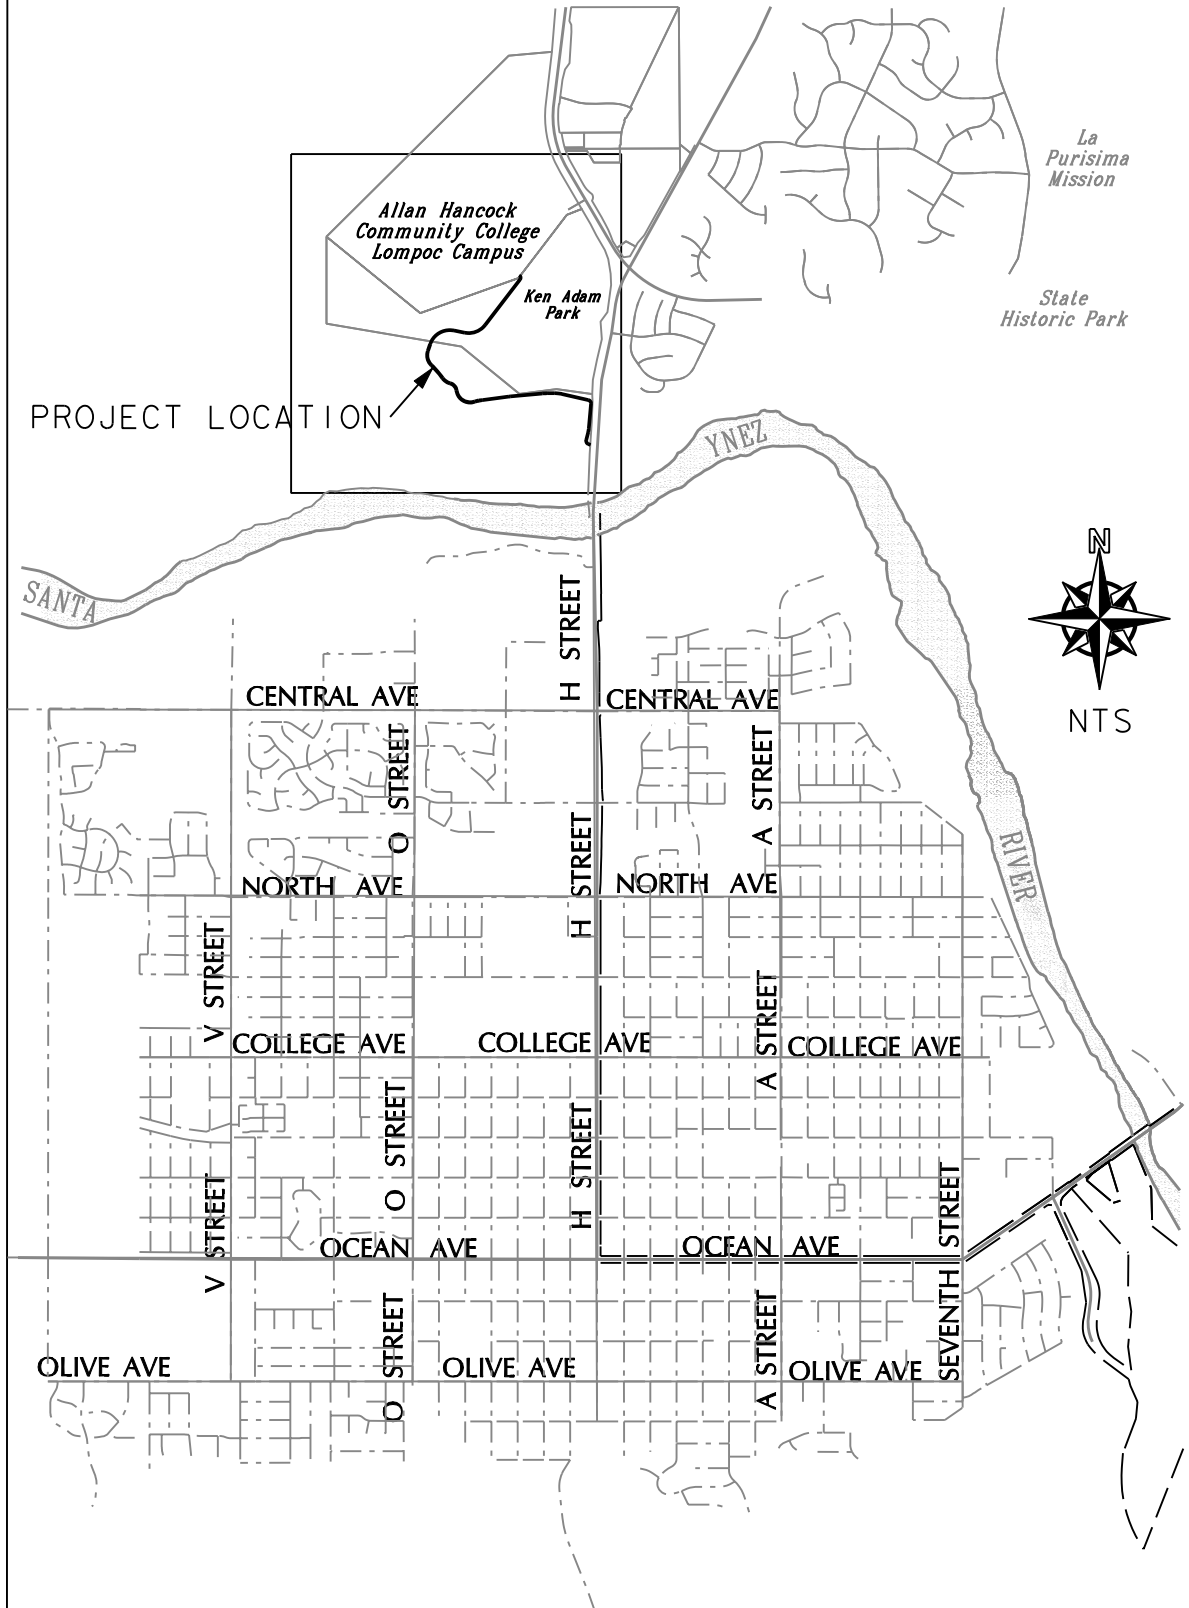 La
Purisima
Mission
Allan Hancock
Community College
Lompoc Campus
Ken Adam
Park
State
Historic Park
PROJECT LOCATION
YNEZ
N
SANTA
H STREET
CENTRAL AVE
CENTRAL AVE
NTS
O STREET
A STREET
H STREET
RIVER
NORTH AVE
NORTH AVE
V STREET
A STREET
COLLEGE AVE
COLLEGE AVE
COLLEGE AVE
O STREET
H STREET
V STREET
SEVENTH STREET
OCEAN AVE
OCEAN AVE
O STREET
A STREET
OLIVE AVE
OLIVE AVE
OLIVE AVE